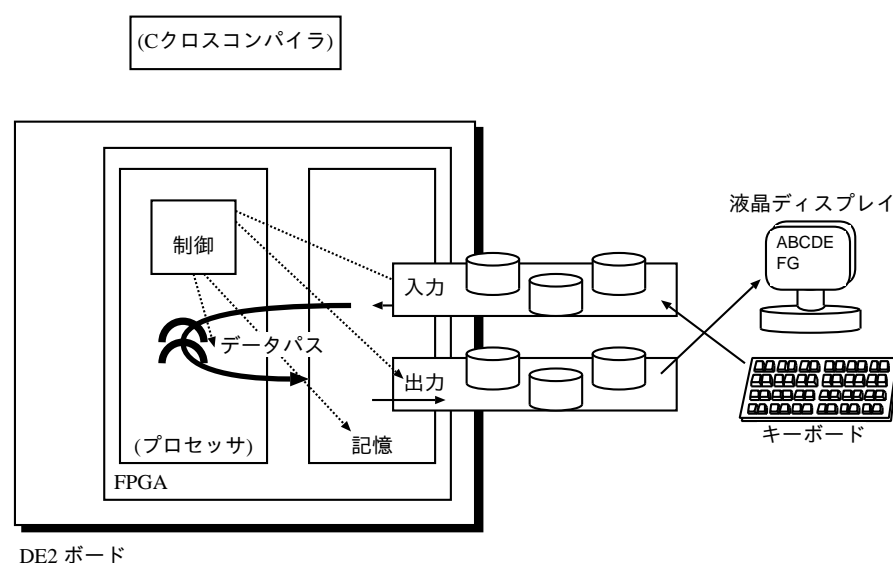 (Cクロスコンパイラ)
液晶ディスプレイ
ABCDE
FG
制御
入力
データパス
出力
キーボード
(プロセッサ)
記憶
FPGA
DE2 ボード